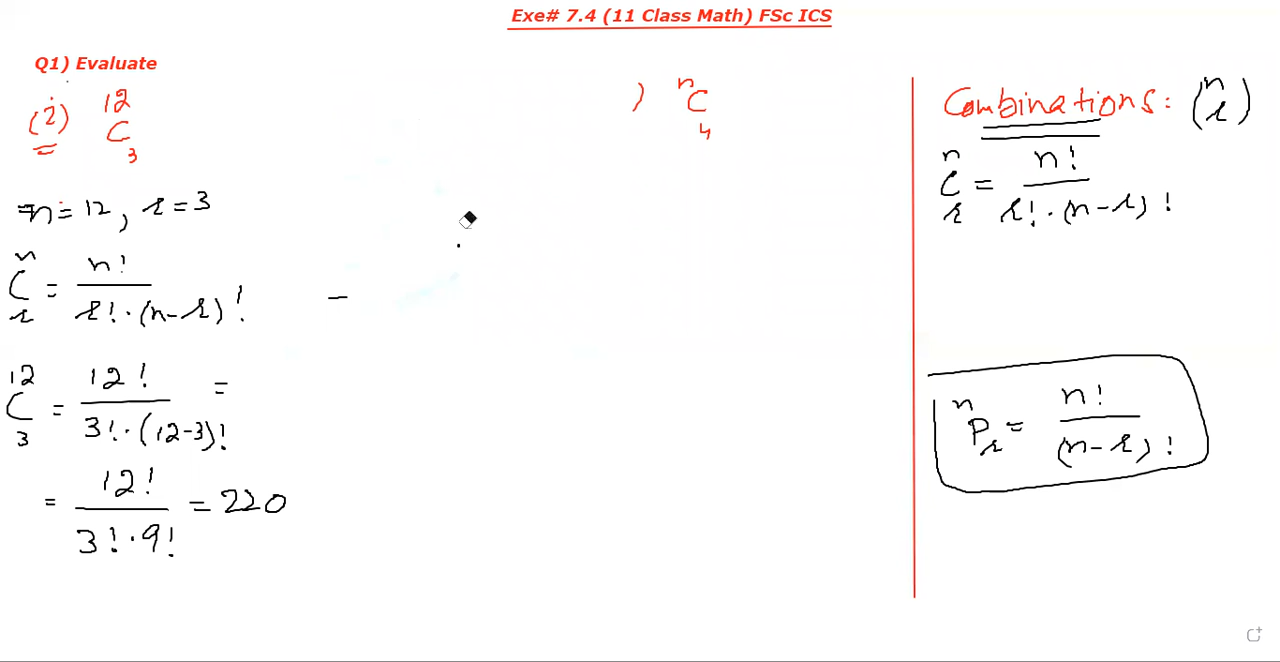 Exe# 7.4 (11 Class Math) FSc ICS
Q1) Evaluate
(i) ¹²C₃
n = 12 , r = 3
ⁿCᵣ = n! / r! · (n-r)!
¹²C₃ = 12! / 3! · (12-3)! =
= 12! / 3! · 9! = 220
) ⁿC₄
Combinations: (n r)
ⁿCᵣ = n! / r! · (n-r)!
ⁿPᵣ = n! / (n-r)!